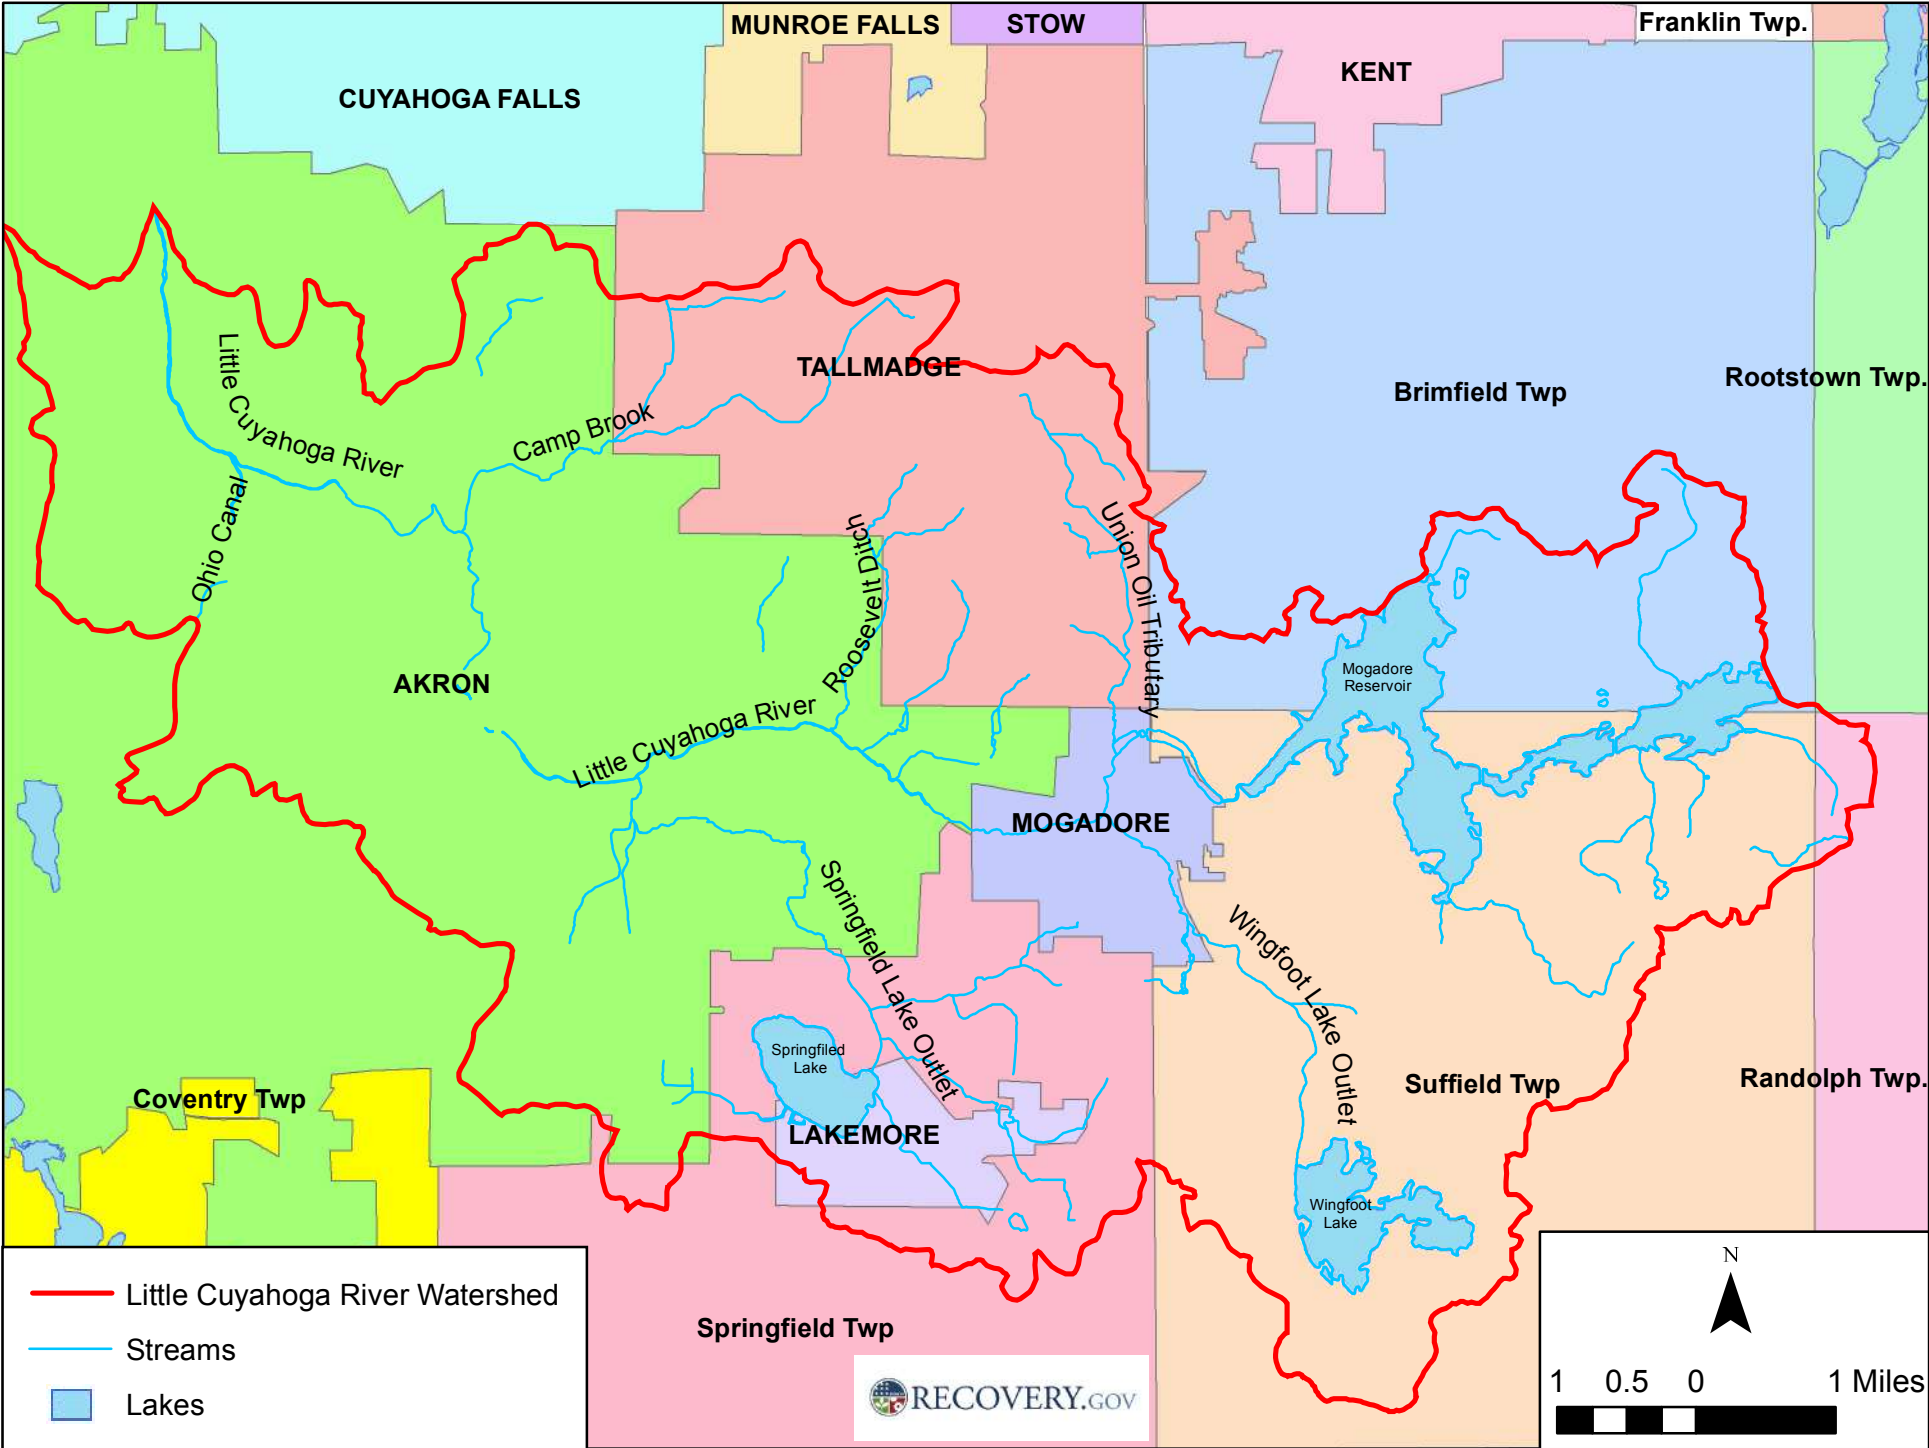 MUNROE FALLS
STOW
Franklin Twp.
KENT
CUYAHOGA FALLS
TALLMADGE
Rootstown Twp.
Brimfield Twp
Little Cuyahoga River
Camp Brook
Ohio Canal
Roosevelt Ditch
Union Oil Tributary
Mogadore
Reservoir
AKRON
Little Cuyahoga River
MOGADORE
Springfield Lake Outlet
Wingfoot Lake Outlet
Springfiled
Lake
Coventry Twp
Suffield Twp
Randolph Twp.
LAKEMORE
Wingfoot
Lake
Springfield Twp
Little Cuyahoga River Watershed
Streams
Lakes
RECOVERY.GOV
N
1 0.5 0 1 Miles